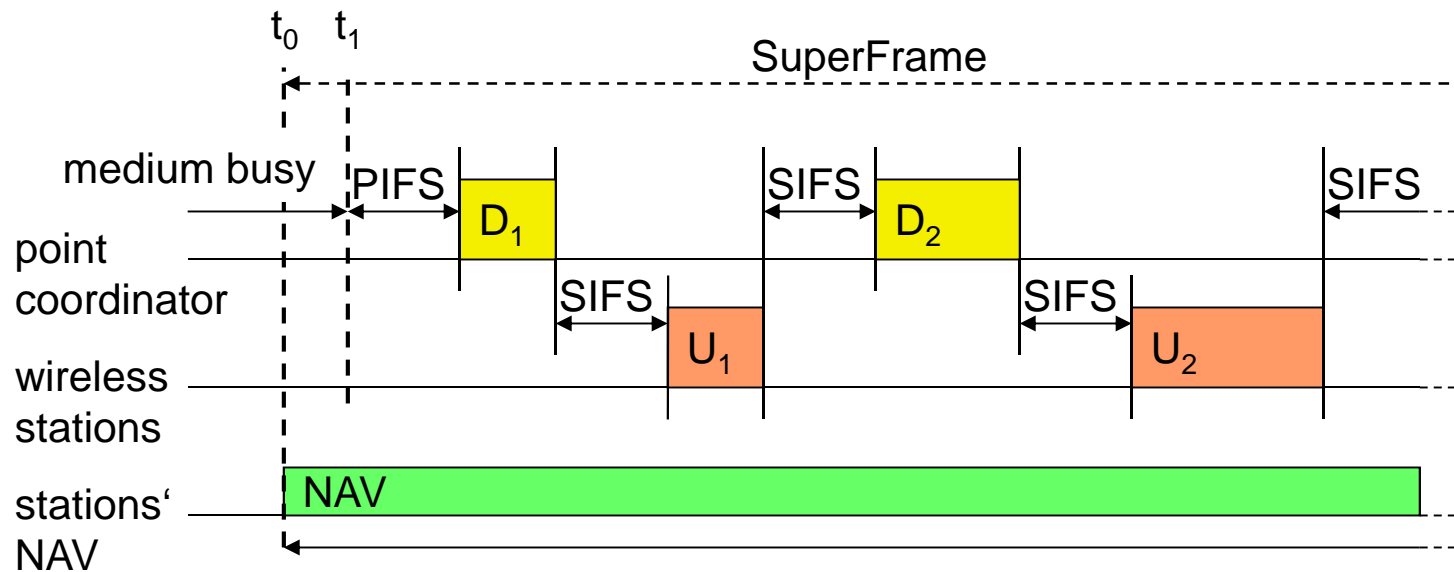 t0 t1
SuperFrame
medium busy
PIFS
SIFS
SIFS
D1
D2
point
coordinator
SIFS
SIFS
U1
U2
wireless
stations
NAV
stations‘
NAV